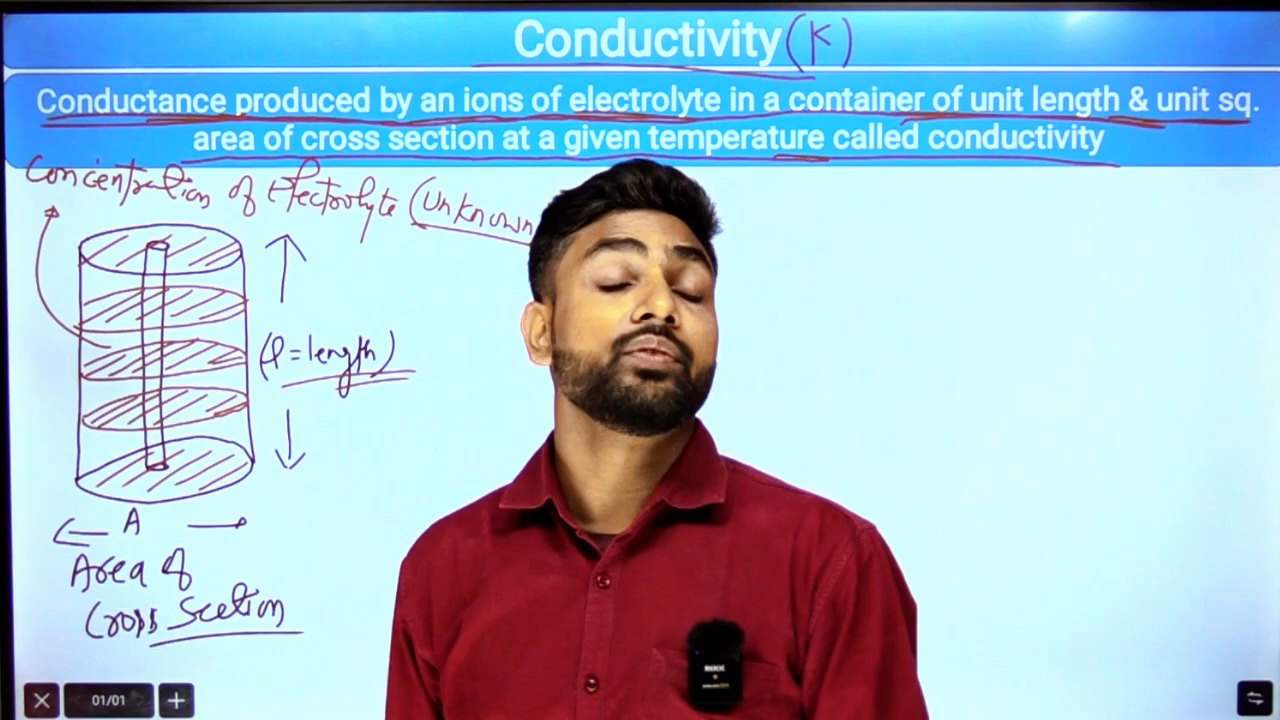 Conductivity (K)
Conductance produced by an ions of electrolyte in a container of unit length & unit sq.
area of cross section at a given temperature called conductivity
Concentration of Electrolyte (Unknown
(l = length)
A
Area of
Cross Section
01/01